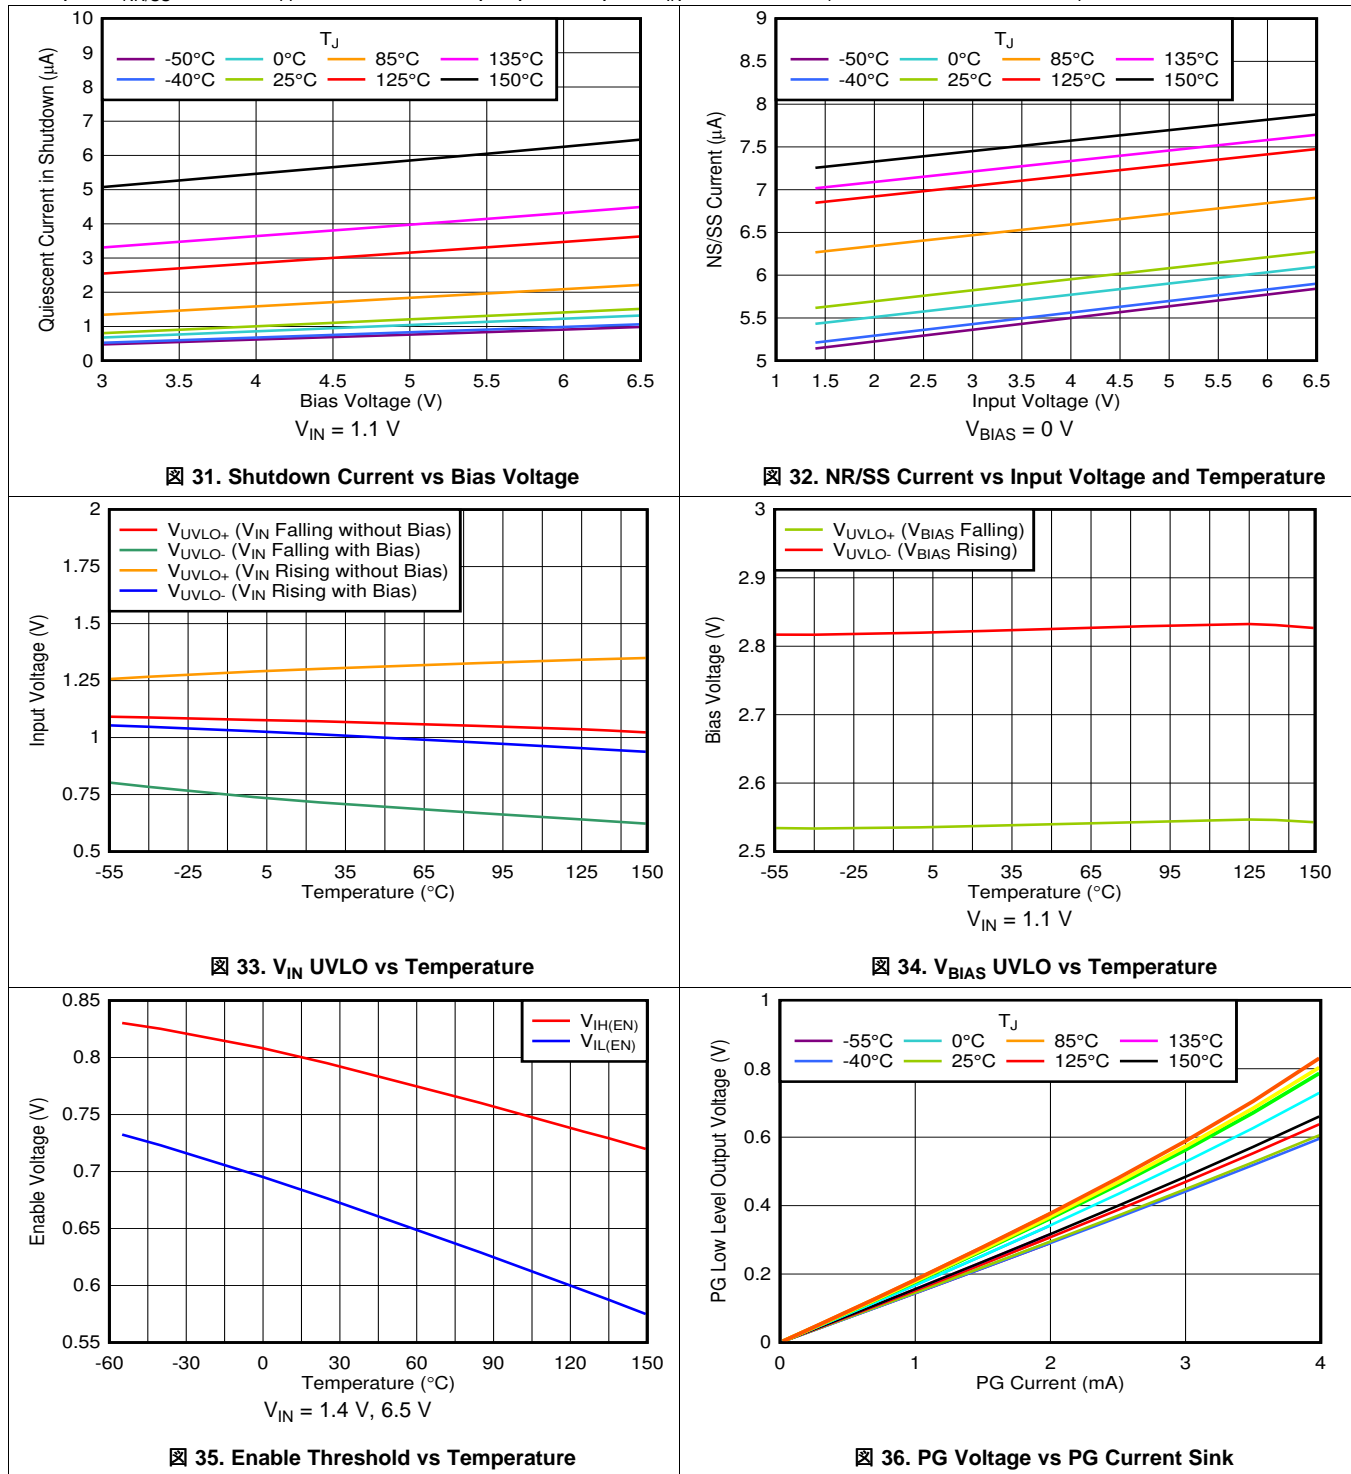 10
9
8
7
6
5
4
3
2
1
0
Quiescent Current in Shutdown (μA)
TJ
-50°C 0°C 85°C 135°C
-40°C 25°C 125°C 150°C
3 3.5 4 4.5 5 5.5 6 6.5
Bias Voltage (V)
VIN = 1.1 V
図 31. Shutdown Current vs Bias Voltage
9
8.5
8
7.5
7
6.5
6
5.5
5
NS/SS Current (μA)
TJ
-50°C 0°C 85°C 135°C
-40°C 25°C 125°C 150°C
1 1.5 2 2.5 3 3.5 4 4.5 5 5.5 6 6.5
Input Voltage (V)
VBIAS = 0 V
図 32. NR/SS Current vs Input Voltage and Temperature
2
1.75
1.5
1.25
1
0.75
0.5
Input Voltage (V)
VUVLO+ (VIN Falling without Bias)
VUVLO- (VIN Falling with Bias)
VUVLO+ (VIN Rising without Bias)
VUVLO- (VIN Rising with Bias)
-55 -25 5 35 65 95 125 150
Temperature (°C)
図 33. VIN UVLO vs Temperature
3
2.9
2.8
2.7
2.6
2.5
Bias Voltage (V)
VUVLO+ (VBIAS Falling)
VUVLO- (VBIAS Rising)
-55 -25 5 35 65 95 125 150
Temperature (°C)
VIN = 1.1 V
図 34. VBIAS UVLO vs Temperature
0.85
0.8
0.75
0.7
0.65
0.6
0.55
Enable Voltage (V)
VIH(EN)
VIL(EN)
-60 -30 0 30 60 90 120 150
Temperature (°C)
VIN = 1.4 V, 6.5 V
図 35. Enable Threshold vs Temperature
1
0.8
0.6
0.4
0.2
0
PG Low Level Output Voltage (V)
TJ
-55°C 0°C 85°C 135°C
-40°C 25°C 125°C 150°C
0 1 2 3 4
PG Current (mA)
図 36. PG Voltage vs PG Current Sink